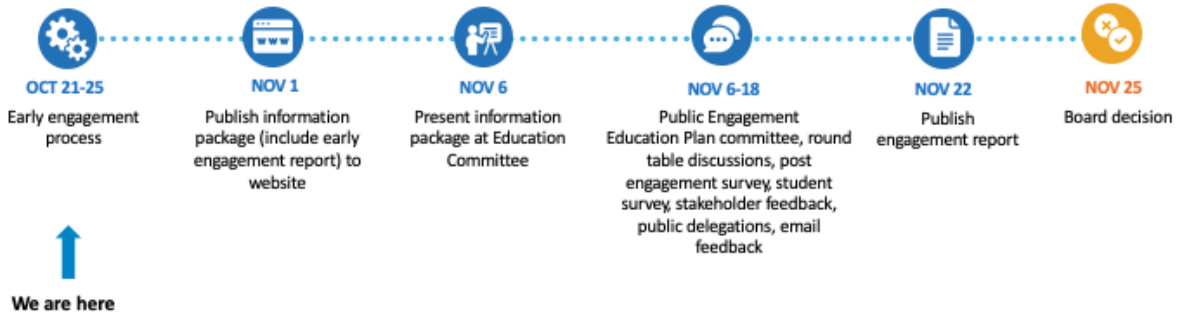 www
OCT 21-25
Early engagement
process
NOV 1
Publish information
package (include early
engagement report) to
website
NOV 6
Present information
package at Education
Committee
NOV 6-18
Public Engagement
Education Plan committee, round
table discussions, post
engagement survey, student
survey, stakeholder feedback,
public delegations, email
feedback
NOV 22
Publish
engagement report
NOV 25
Board decision
We are here